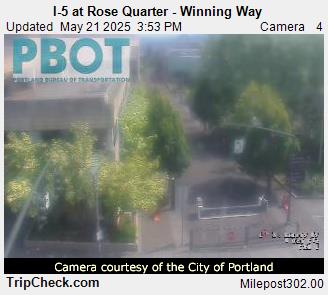 I-5 at Rose Quarter - Winning Way
Updated May 21 2025 3:53 PM Camera 4
PBOT
PORTLAND BUREAU OF TRANSPORTATION
Camera courtesy of the City of Portland
TripCheck.com Milepost302.00